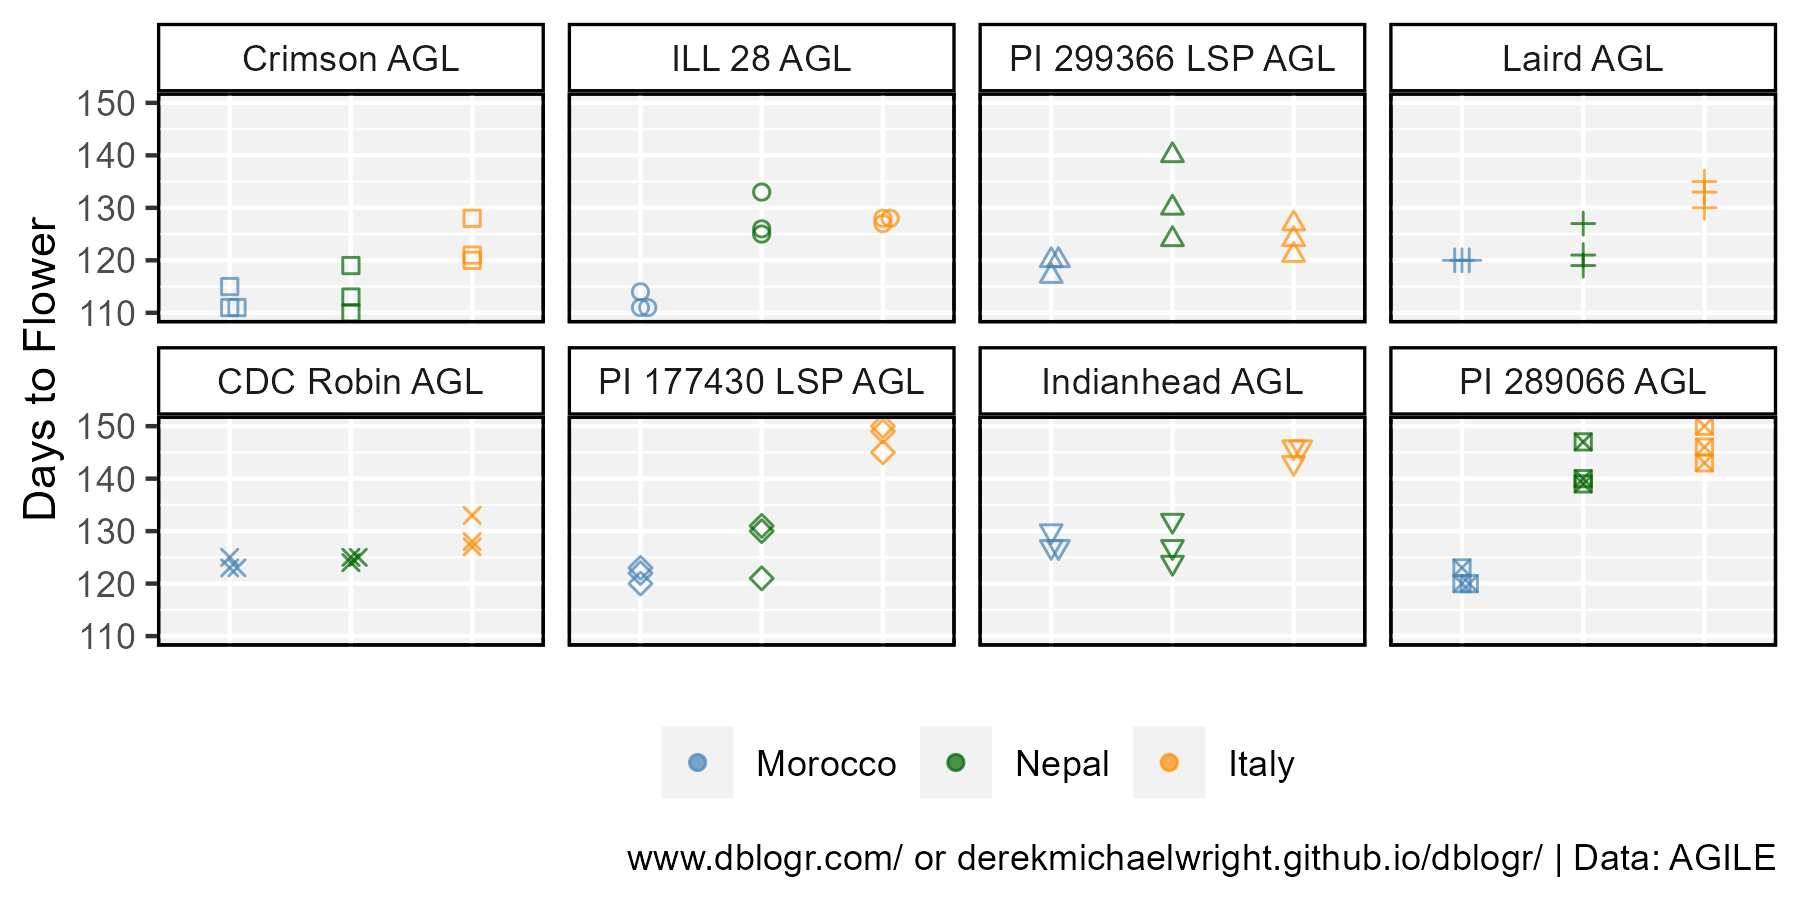 Crimson AGL
ILL 28 AGL
PI 299366 LSP AGL
Laird AGL
150
140
130
120
110
CDC Robin AGL
PI 177430 LSP AGL
Indianhead AGL
PI 289066 AGL
150
140
130
120
110
Days to Flower
Morocco
Nepal
Italy
www.dblogr.com/ or derekmichaelwright.github.io/dblogr/ | Data: AGILE